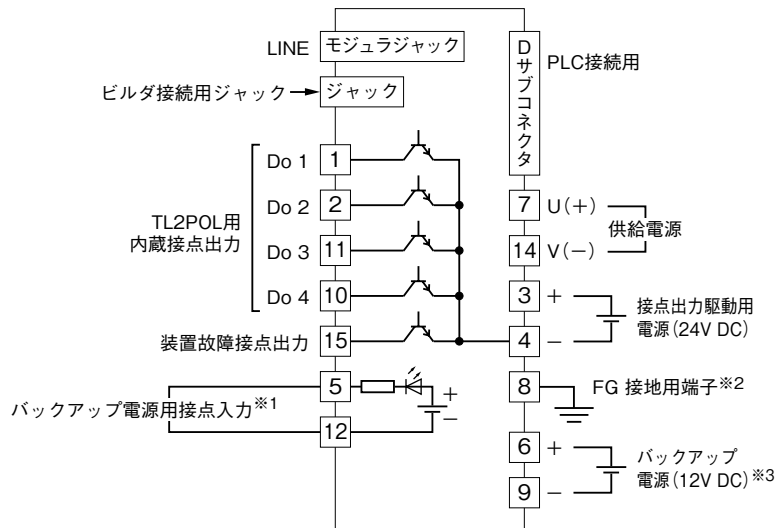 LINE
モジュラジャック
ビルダ接続用ジャック
ジャック
Dサブコネクタ
PLC接続用
TL2POL用
内蔵接点出力
Do 1
1
Do 2
2
Do 3
11
Do 4
10
装置故障接点出力
15
バックアップ電源用接点入力※1
5
12
+
−
7
U(+)
14
V(−)
供給電源
3
+
4
−
接点出力駆動用
電源(24V DC)
8
FG 接地用端子※2
6
+
9
−
バックアップ
電源(12V DC)※3